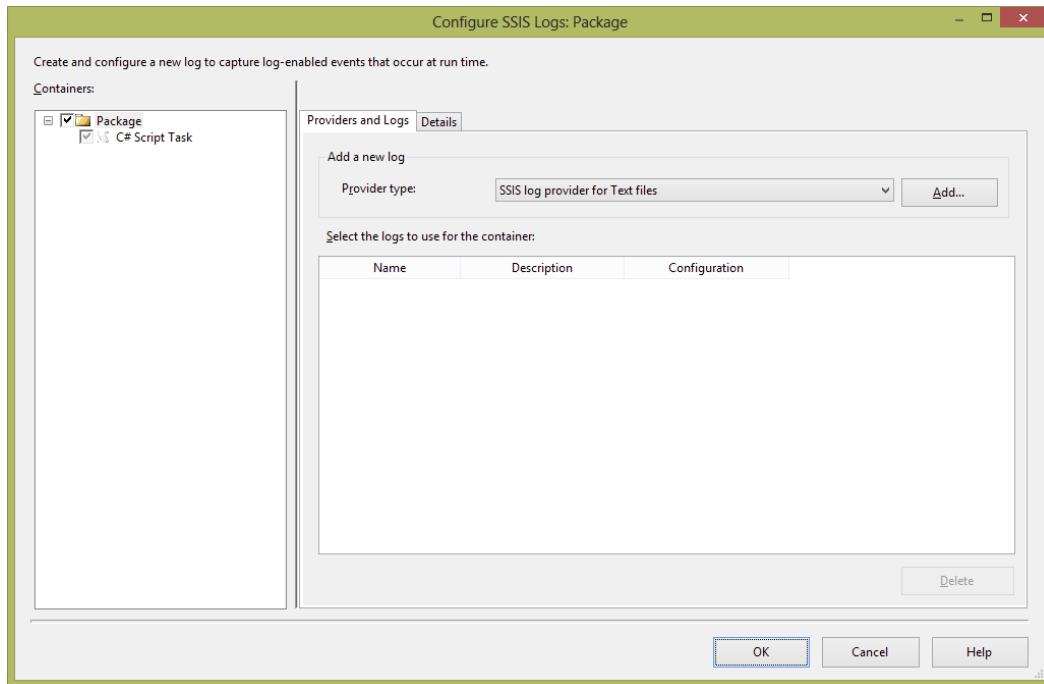 Configure SSIS Logs: Package
Create and configure a new log to capture log-enabled events that occur at run time.
Containers:
Package
C# Script Task
Providers and Logs Details
Add a new log
Provider type: SSIS log provider for Text files Add...
Select the logs to use for the container:
Name Description Configuration
Delete
OK Cancel Help